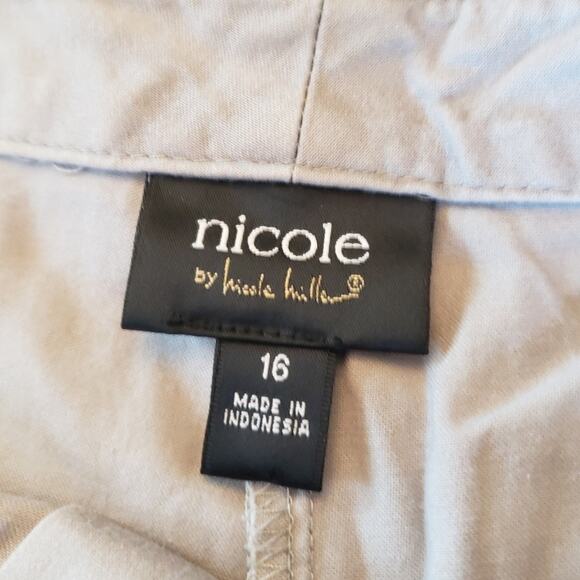 nicole
by nicole miller®
16
MADE IN
INDONESIA